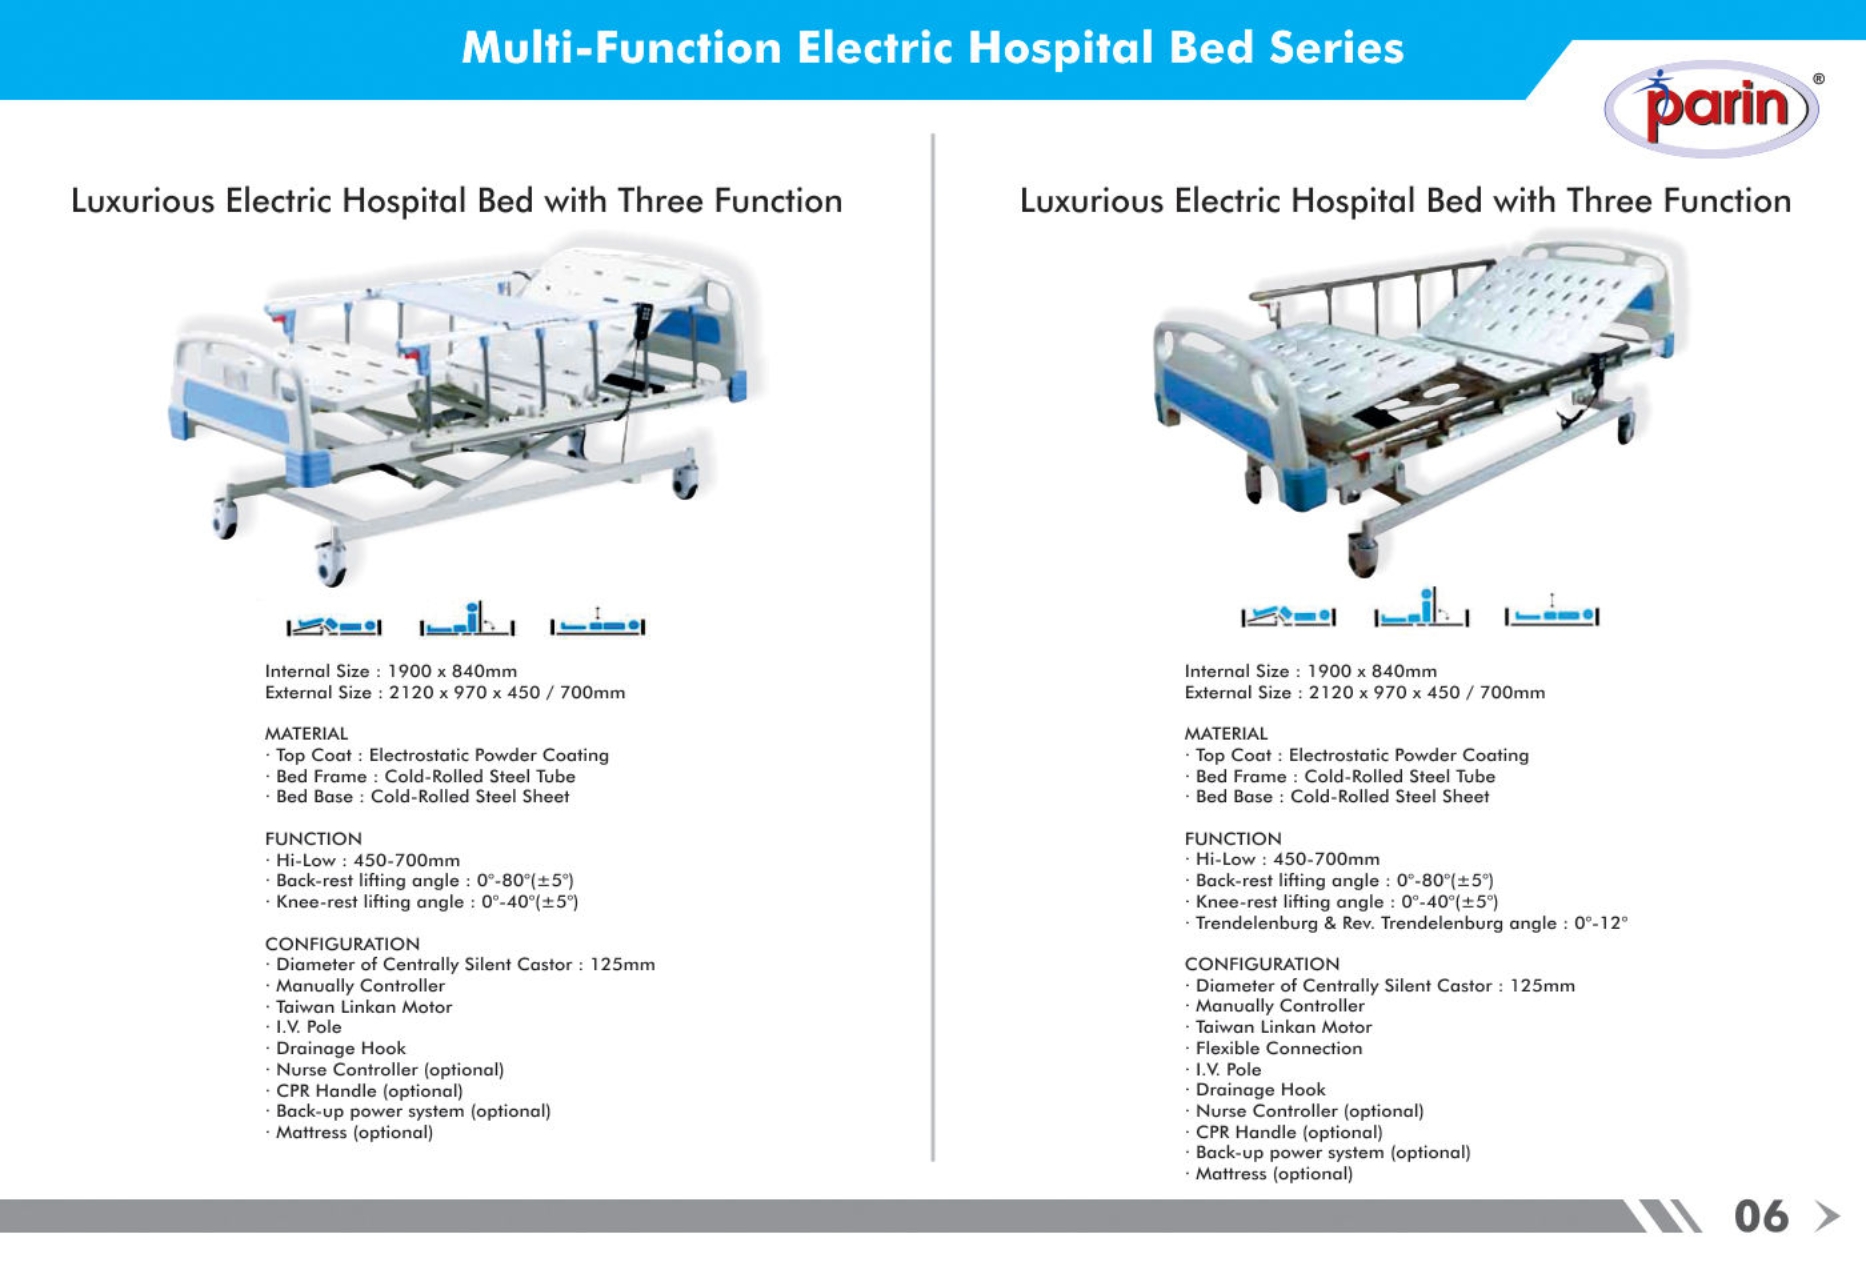 Multi-Function Electric Hospital Bed Series
parin®
Luxurious Electric Hospital Bed with Three Function
Internal Size : 1900 x 840mm
External Size : 2120 x 970 x 450 / 700mm
MATERIAL
· Top Coat : Electrostatic Powder Coating
· Bed Frame : Cold-Rolled Steel Tube
· Bed Base : Cold-Rolled Steel Sheet
FUNCTION
· Hi-Low : 450-700mm
· Back-rest lifting angle : 0°-80°(±5°)
· Knee-rest lifting angle : 0°-40°(±5°)
CONFIGURATION
· Diameter of Centrally Silent Castor : 125mm
· Manually Controller
· Taiwan Linkan Motor
· I.V. Pole
· Drainage Hook
· Nurse Controller (optional)
· CPR Handle (optional)
· Back-up power system (optional)
· Mattress (optional)
Luxurious Electric Hospital Bed with Three Function
Internal Size : 1900 x 840mm
External Size : 2120 x 970 x 450 / 700mm
MATERIAL
· Top Coat : Electrostatic Powder Coating
· Bed Frame : Cold-Rolled Steel Tube
· Bed Base : Cold-Rolled Steel Sheet
FUNCTION
· Hi-Low : 450-700mm
· Back-rest lifting angle : 0°-80°(±5°)
· Knee-rest lifting angle : 0°-40°(±5°)
· Trendelenburg & Rev. Trendelenburg angle : 0°-12°
CONFIGURATION
· Diameter of Centrally Silent Castor : 125mm
· Manually Controller
· Taiwan Linkan Motor
· Flexible Connection
· I.V. Pole
· Drainage Hook
· Nurse Controller (optional)
· CPR Handle (optional)
· Back-up power system (optional)
· Mattress (optional)
06